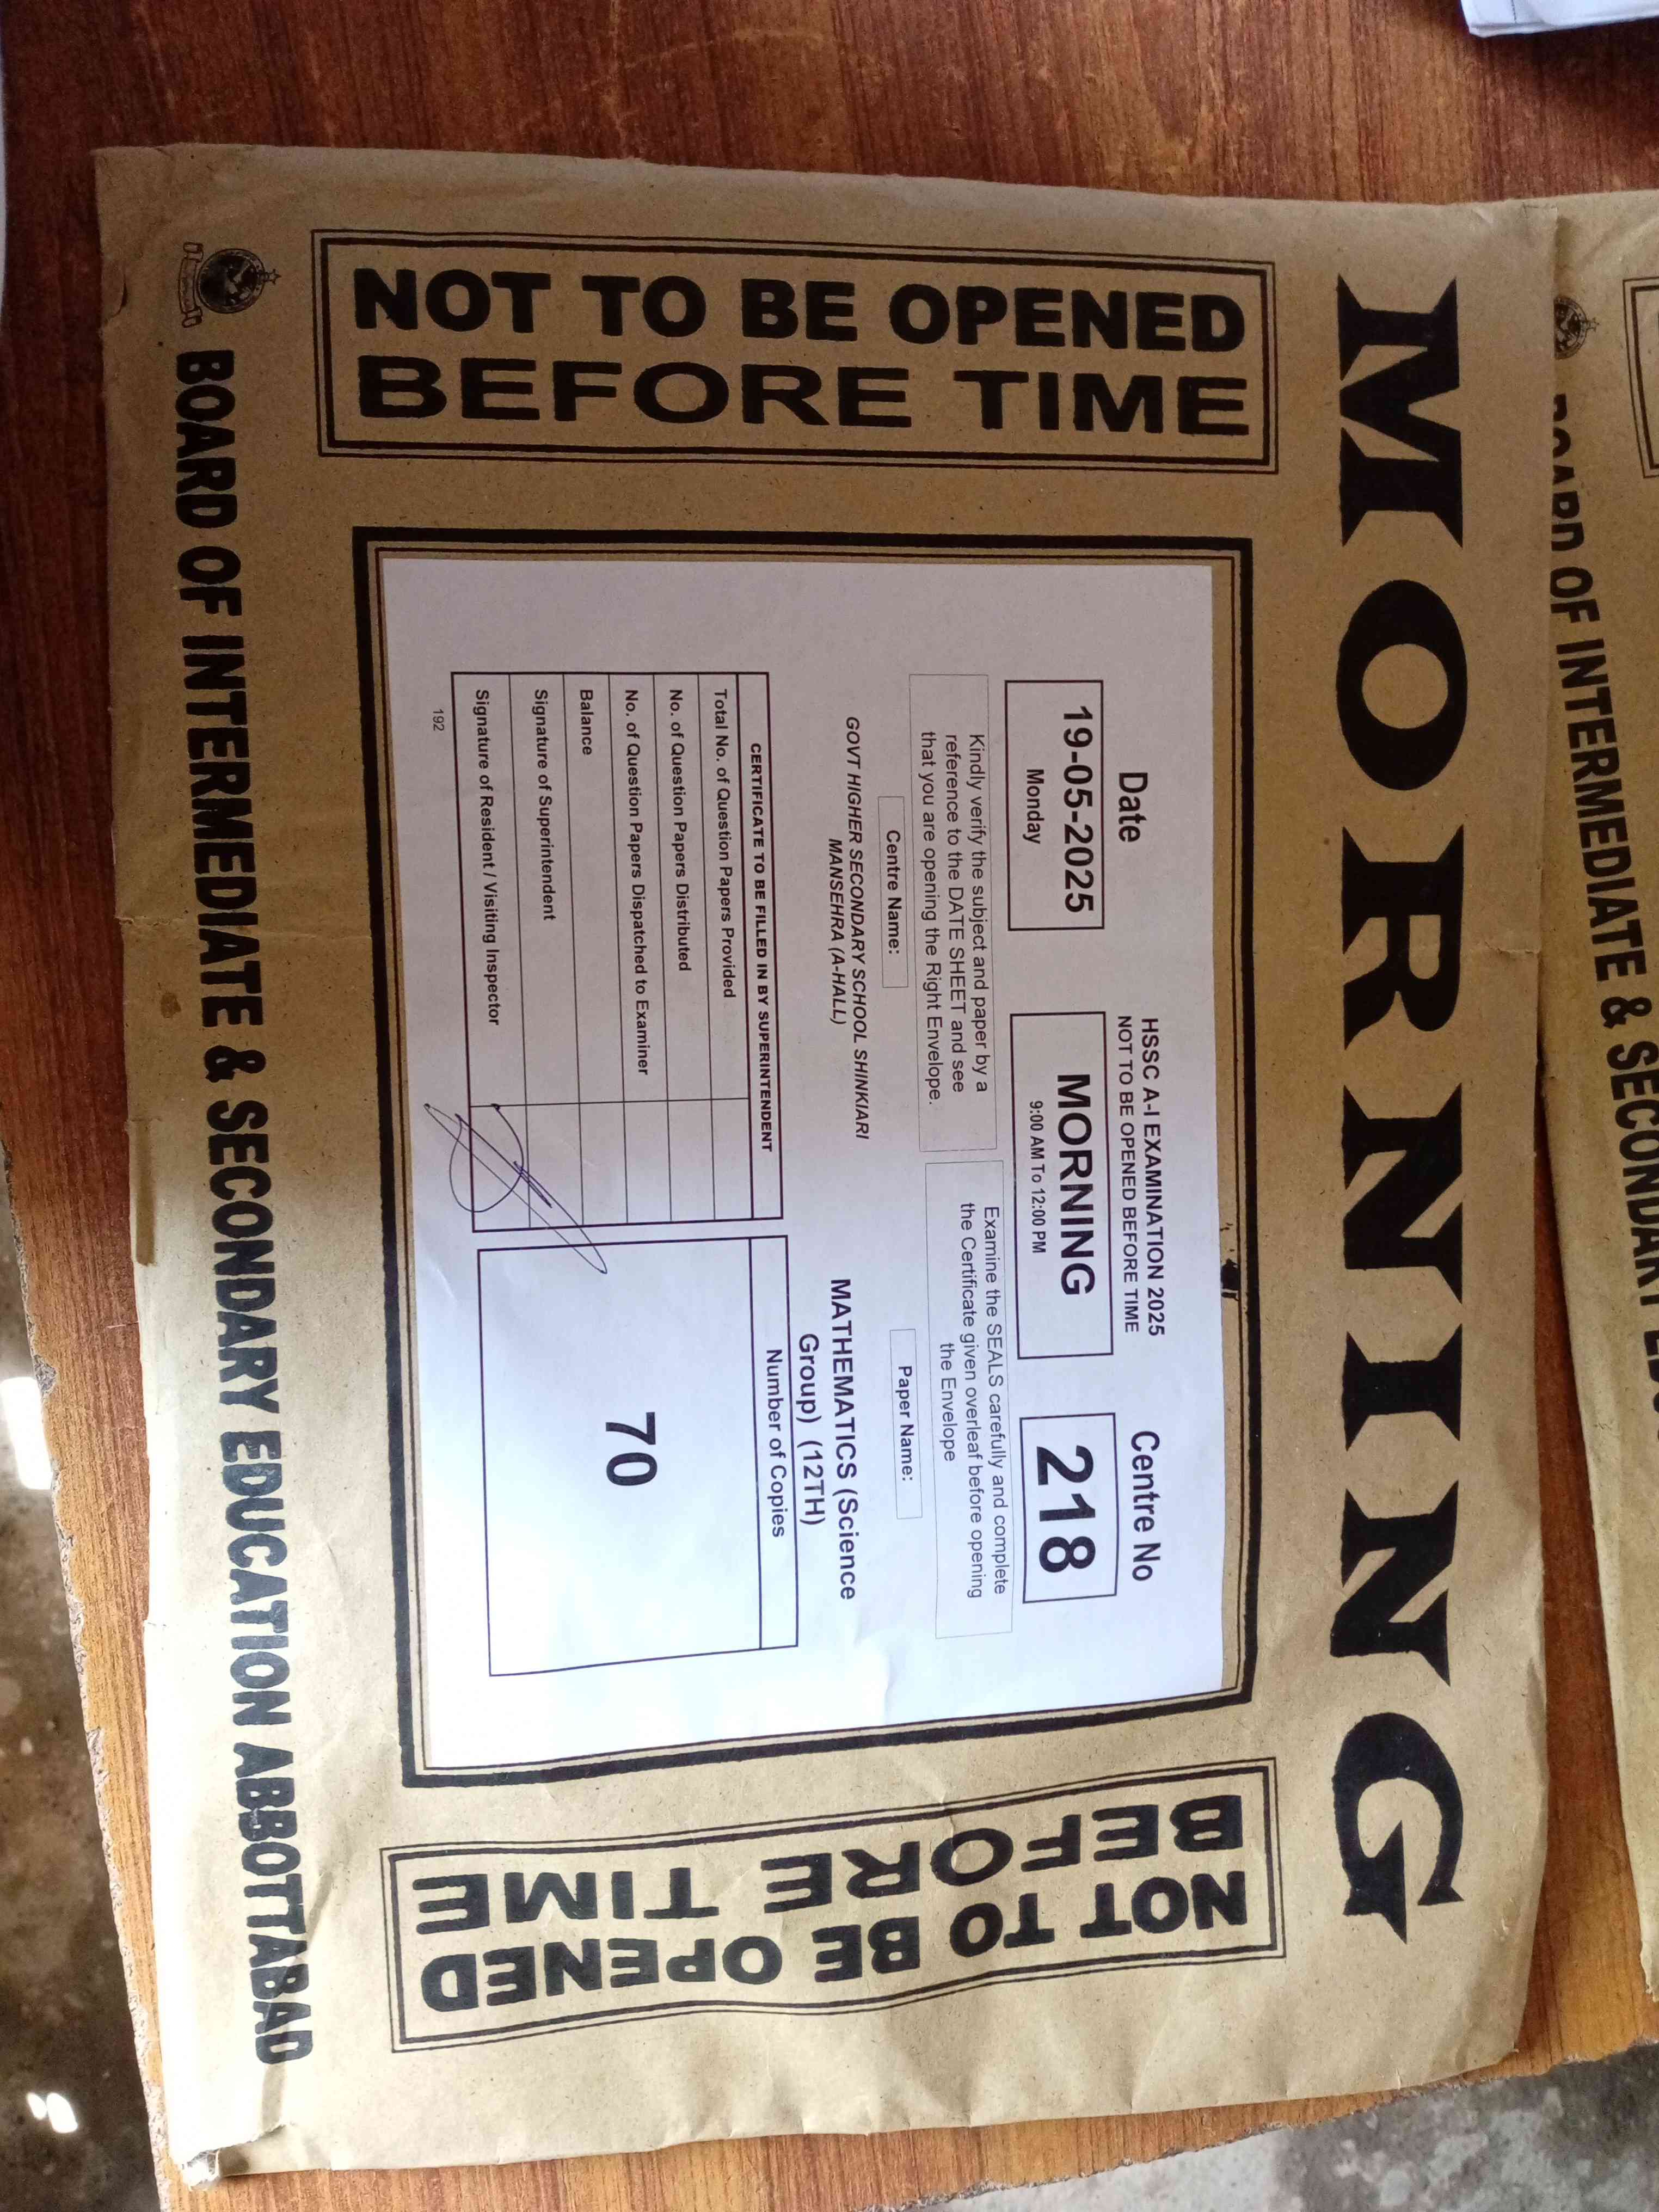 MORNING
NOT TO BE OPENED
BEFORE TIME
Date
19-05-2025
Monday
HSSC A-I EXAMINATION 2025
NOT TO BE OPENED BEFORE TIME
MORNING
9:00 AM To 12:00 PM
Centre No
218
Kindly verify the subject and paper by a
reference to the DATE SHEET and see
that you are opening the Right Envelope.
Examine the SEALS carefully and complete
the Certificate given overleaf before opening
the Envelope
Centre Name:
GOVT HIGHER SECONDARY SCHOOL SHINKIARI
MANSEHRA (A-HALL)
Paper Name:
MATHEMATICS (Science
Group) (12TH)
CERTIFICATE TO BE FILLED IN BY SUPERINTENDENT
Total No. of Question Papers Provided
No. of Question Papers Distributed
No. of Question Papers Dispatched to Examiner
Balance
Signature of Superintendent
Signature of Resident / Visiting Inspector
Number of Copies
70
192
NOT TO BE OPENED
BEFORE TIME
BOARD OF INTERMEDIATE & SECONDARY EDUCATION ABBOTTABAD
BOARD OF INTERMEDIATE & SECONDARY